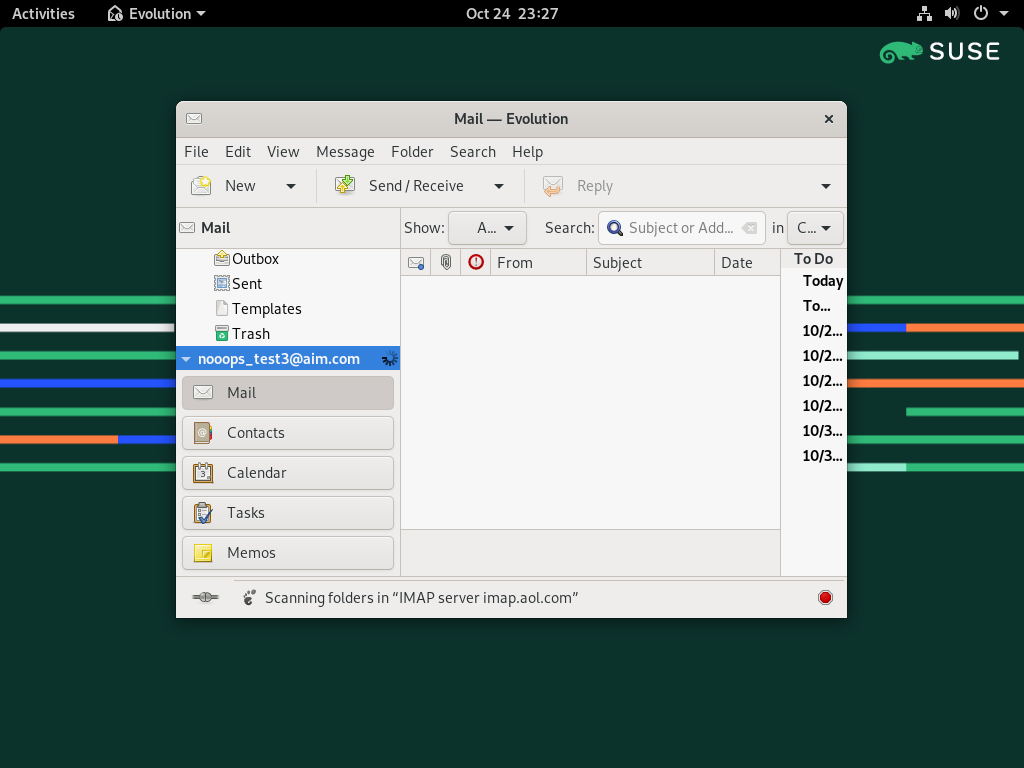 Activities
Evolution
Oct 24 23:27
SUSE
Mail — Evolution
File Edit View Message Folder Search Help
New
Send / Receive
Reply
Mail
Show: A...
Search: Subject or Add... in C...
Outbox
Sent
Templates
Trash
nooops_test3@aim.com
Mail
Contacts
Calendar
Tasks
Memos
From Subject Date
To Do
Today
To...
10/2...
10/2...
10/2...
10/2...
10/3...
10/3...
Scanning folders in “IMAP server imap.aol.com”